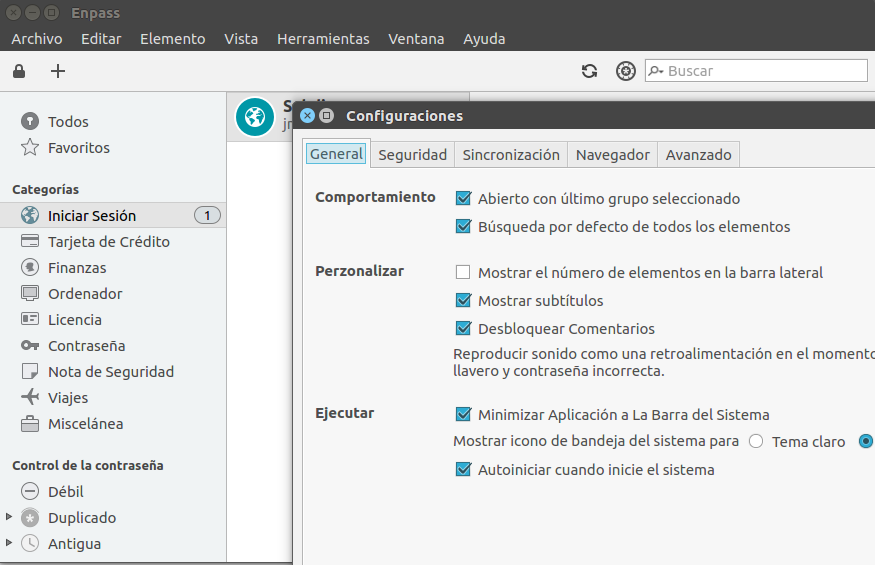 Enpass
Archivo Editar Elemento Vista Herramientas Ventana Ayuda
Buscar
Todos
Favoritos
Categorías
Iniciar Sesión 1
Tarjeta de Crédito
Finanzas
Ordenador
Licencia
Contraseña
Nota de Seguridad
Viajes
Miscelánea
Control de la contraseña
Débil
Duplicado
Antigua
Configuraciones
General Seguridad Sincronización Navegador Avanzado
Comportamiento Abierto con último grupo seleccionado
Búsqueda por defecto de todos los elementos
Perzonalizar Mostrar el número de elementos en la barra lateral
Mostrar subtítulos
Desbloquear Comentarios
Reproducir sonido como una retroalimentación en el momento
llavero y contraseña incorrecta.
Ejecutar Minimizar Aplicación a La Barra del Sistema
Mostrar icono de bandeja del sistema para Tema claro
Autoiniciar cuando inicie el sistema